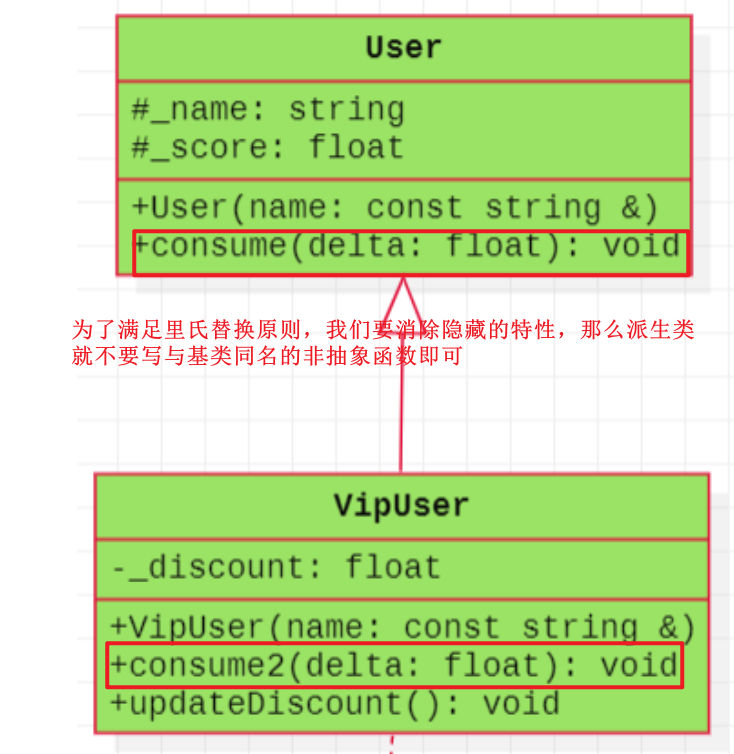 User
#_name: string
#_score: float
+User(name: const string &)
+consume(delta: float): void
为了满足里氏替换原则，我们要消除隐藏的特性，那么派生类
就不要写与基类同名的非抽象函数即可
VipUser
-_discount: float
+VipUser(name: const string &)
+consume2(delta: float): void
+updateDiscount(): void